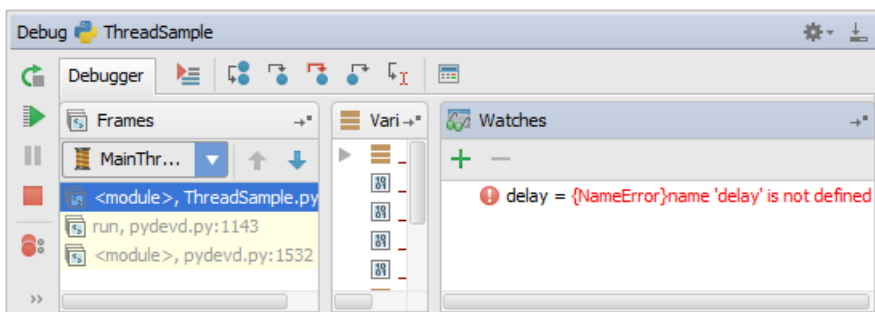 Debug ThreadSample
Debugger
Frames
Vari
Watches
MainThr...
<module>, ThreadSample.py
run, pydevd.py:1143
<module>, pydevd.py:1532
delay = {NameError}name 'delay' is not defined